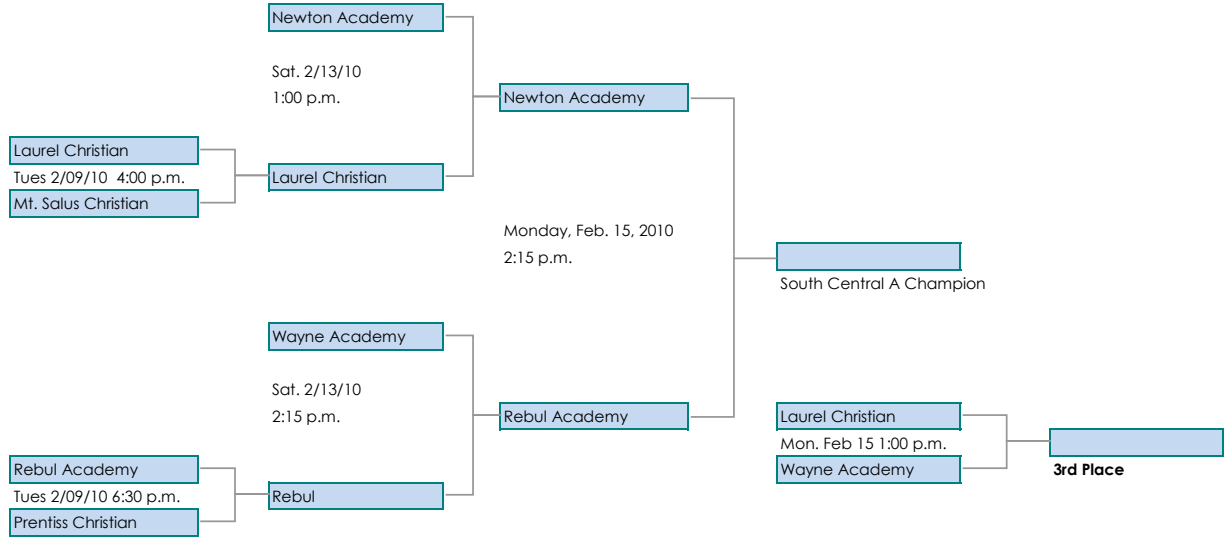 Newton Academy
Sat. 2/13/10
1:00 p.m.
Newton Academy
Laurel Christian
Tues 2/09/10  4:00 p.m.
Mt. Salus Christian
Laurel Christian
Monday, Feb. 15, 2010
2:15 p.m.
South Central A Champion
Wayne Academy
Sat. 2/13/10
2:15 p.m.
Rebul Academy
Rebul Academy
Tues 2/09/10 6:30 p.m.
Prentiss Christian
Rebul
Laurel Christian
Mon. Feb 15 1:00 p.m.
Wayne Academy
3rd Place